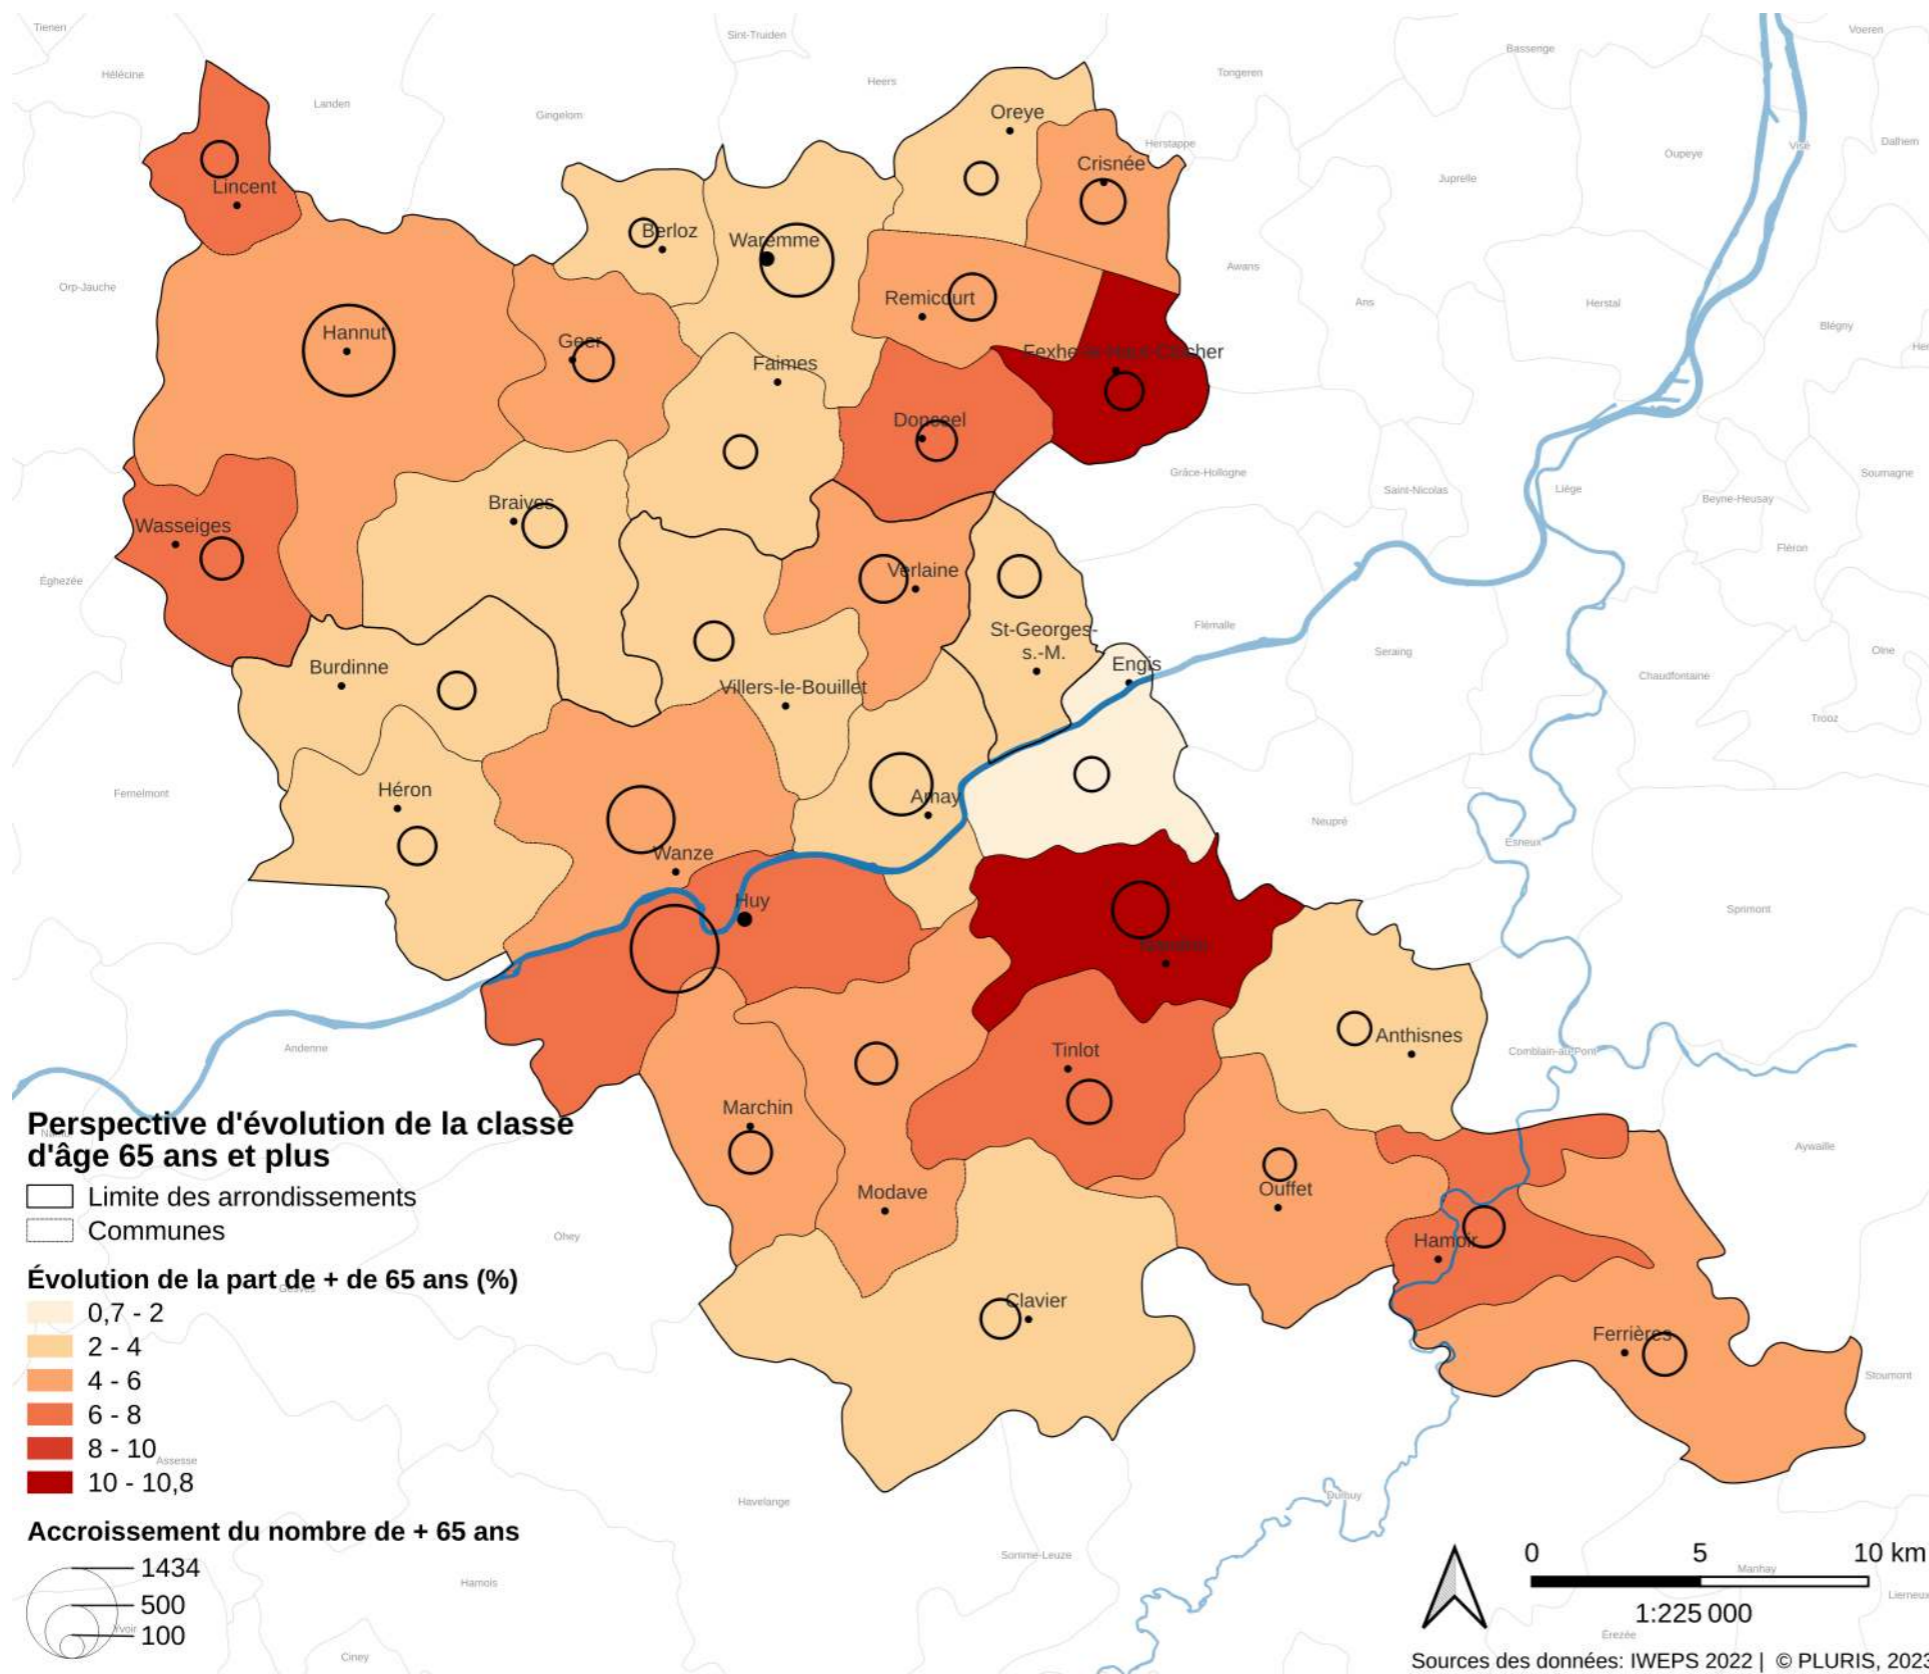 Tienen
Sint-Truiden
Voeren
Bassenge
Hélécine
Heers
Tongeren
Landen
Gingelom
Oreye
Herstappe
Crisnée
Oupeye
Visé
Dalhem
Juprelle
Lincent
Berloz
Waremme
Awans
Orp-Jauche
Remicourt
Ans
Herstal
Blégny
Hannut
Geer
Faimes
Fexhe-le-Haut-Clocher
Her
Donceel
Grâce-Hollogne
Saint-Nicolas
Liège
Beyne-Heusay
Soumagne
Braives
Wasseiges
Fléron
Éghezée
Verlaine
St-Georges-
s.-M.
Flémalle
Seraing
Olne
Burdinne
Engis
Chaudfontaine
Villers-le-Bouillet
Trooz
Fernelmont
Héron
Amay
Neupré
Esneux
Wanze
Huy
Sprimont
Nandrin
Anthisnes
Andenne
Tinlot
Comblain-au-Pont
Marchin
Aywaille
Modave
Ouffet
Ohey
Hamoir
Gesves
Clavier
Ferrières
Stoumont
Assesse
Havelange
Durbuy
Somme-Leuze
Hamois
Manhay
Lierneux
Yvoir
Érezée
Ciney
Perspective d'évolution de la classe
d'âge 65 ans et plus
Limite des arrondissements
Communes
Évolution de la part de + de 65 ans (%)
0,7 - 2
2 - 4
4 - 6
6 - 8
8 - 10
10 - 10,8
Accroissement du nombre de + 65 ans
1434
500
100
0 5 10 km
1:225 000
Sources des données: IWEPS 2022 | © PLURIS, 2023